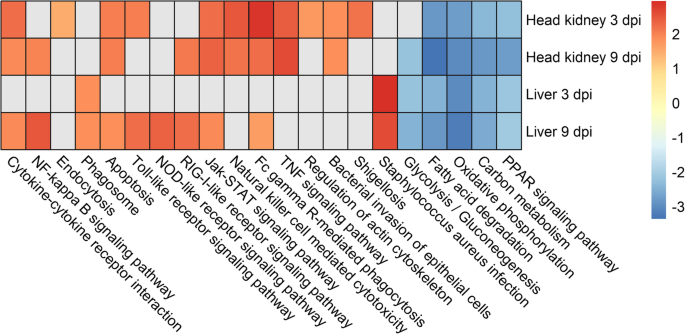 Head kidney 3 dpi
Head kidney 9 dpi
Liver 3 dpi
Liver 9 dpi
2
1
0
-1
-2
-3
Cytokine-cytokine receptor interaction
NF-kappa B signaling pathway
Endocytosis
Phagosome
Apoptosis
Toll-like receptor signaling pathway
NOD-like receptor signaling pathway
RIG-I-like receptor signaling pathway
Jak-STAT signaling pathway
Natural killer cell mediated cytotoxicity
Fc gamma R-mediated phagocytosis
TNF signaling pathway
Regulation of actin cytoskeleton
Bacterial invasion of epithelial cells
Shigellosis
Staphylococcus aureus infection
Glycolysis / Gluconeogenesis
Fatty acid degradation
Oxidative phosphorylation
Carbon metabolism
PPAR signaling pathway